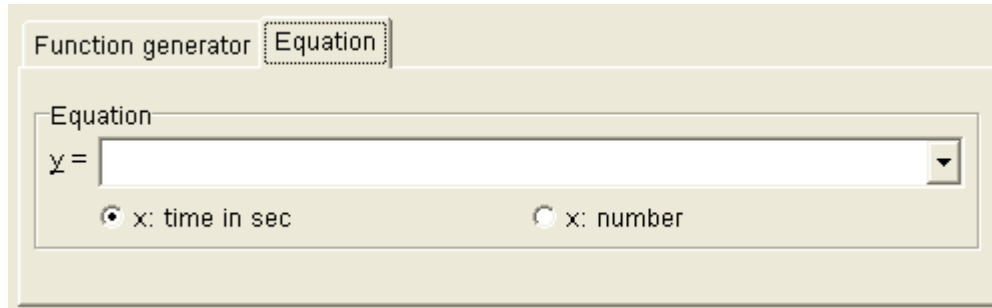 Function generator Equation
Equation
y =
x: time in sec x: number